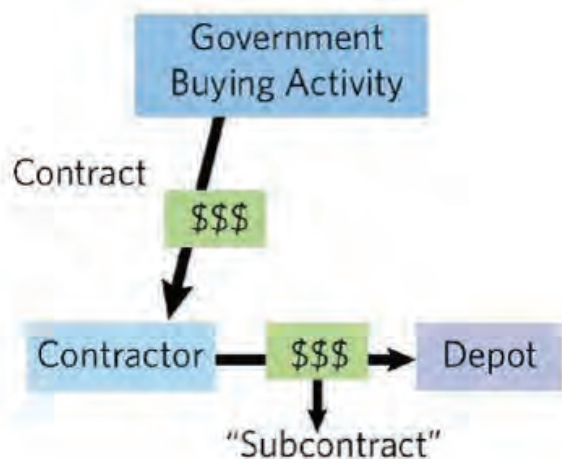 Government
Buying Activity
Contract
$$$
Contractor
$$$
Depot
“Subcontract”